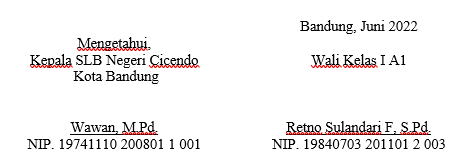 Bandung, Juni 2022
Mengetahui,
Kepala SLB Negeri Cicendo
Kota Bandung
Wali Kelas I A1
Wawan, M.Pd.
NIP. 19741110 200801 1 001
Retno Sulandari F, S.Pd.
NIP. 19840703 201101 2 003